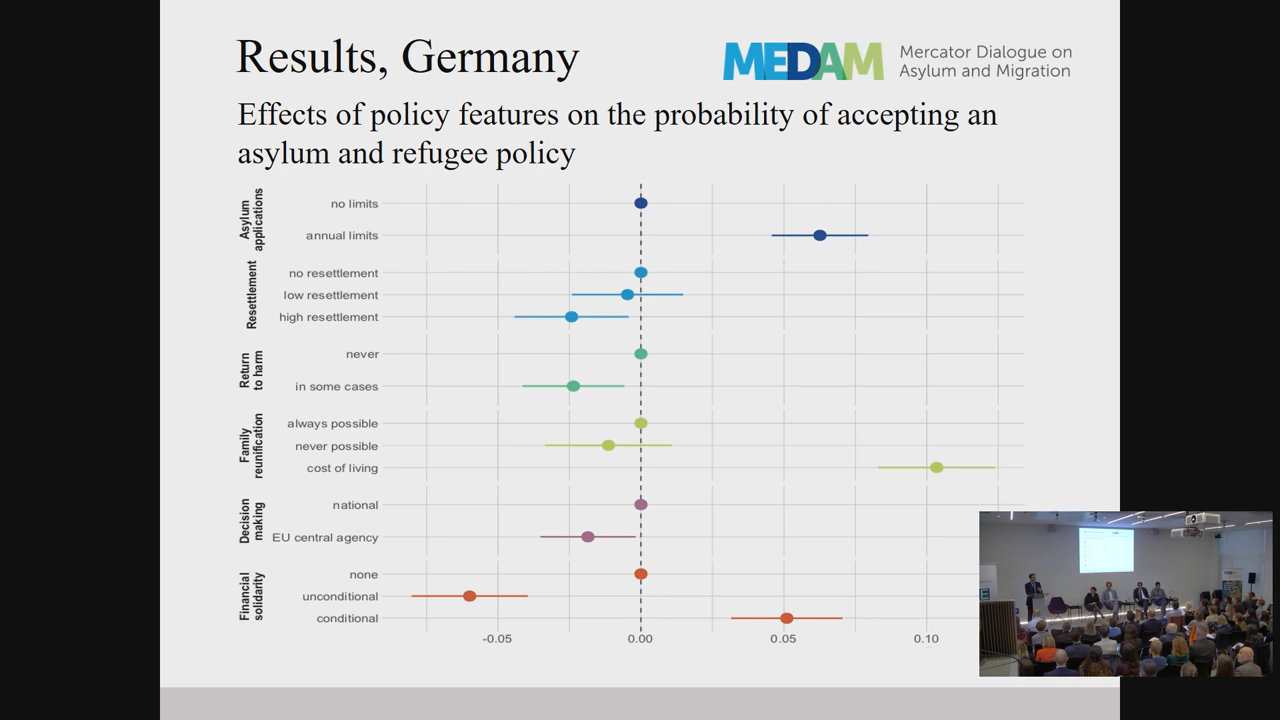 Results, Germany
MEDAM
Mercator Dialogue on
Asylum and Migration
Effects of policy features on the probability of accepting an
asylum and refugee policy
Asylum
applications
no limits
annual limits
Resettlement
no resettlement
low resettlement
high resettlement
Return
to harm
never
in some cases
Family
reunification
always possible
never possible
cost of living
Decision
making
national
EU central agency
Financial
solidarity
none
unconditional
conditional
-0.05 0.00 0.05 0.10